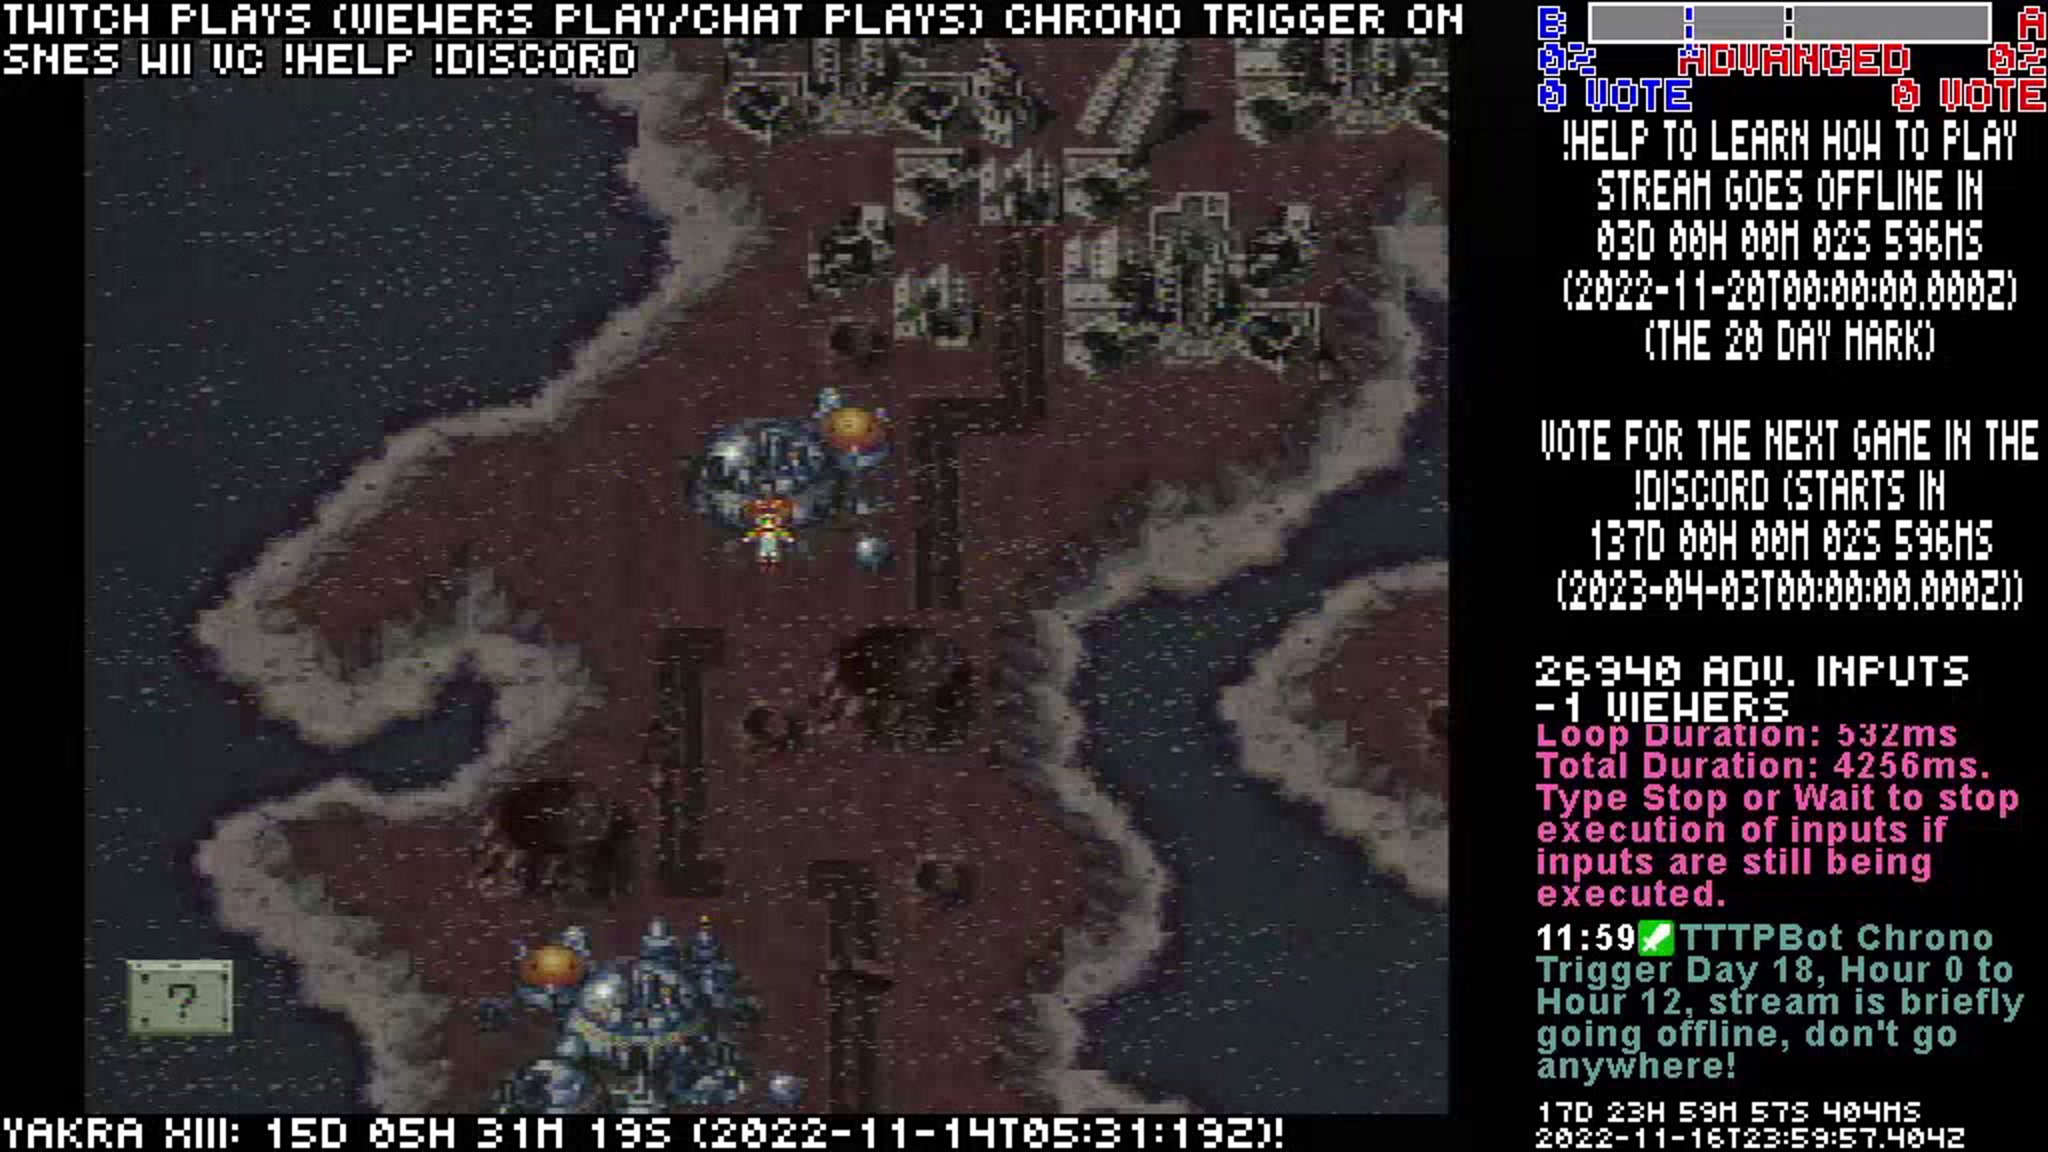 TWITCH PLAYS (VIEWERS PLAY/CHAT PLAYS) CHRONO TRIGGER ON
SNES WII VC !HELP !DISCORD
B A
0% ADVANCED 0%
0 VOTE 0 VOTE
!HELP TO LEARN HOW TO PLAY
STREAM GOES OFFLINE IN
03D 00H 00M 02S 596MS
(2022-11-20T00:00:00.000Z)
(THE 20 DAY MARK)
VOTE FOR THE NEXT GAME IN THE
!DISCORD (STARTS IN
137D 00H 00M 02S 596MS
(2023-04-03T00:00:00.000Z))
26940 ADV. INPUTS
-1 VIEWERS
Loop Duration: 532ms
Total Duration: 4256ms.
Type Stop or Wait to stop
execution of inputs if
inputs are still being
executed.
11:59 TTTPBot Chrono
Trigger Day 18, Hour 0 to
Hour 12, stream is briefly
going offline, don't go
anywhere!
17D 23H 59M 57S 404MS
2022-11-16T23:59:57.404Z
?
YAKRA XIII: 15D 05H 31M 19S (2022-11-14T05:31:19Z)!